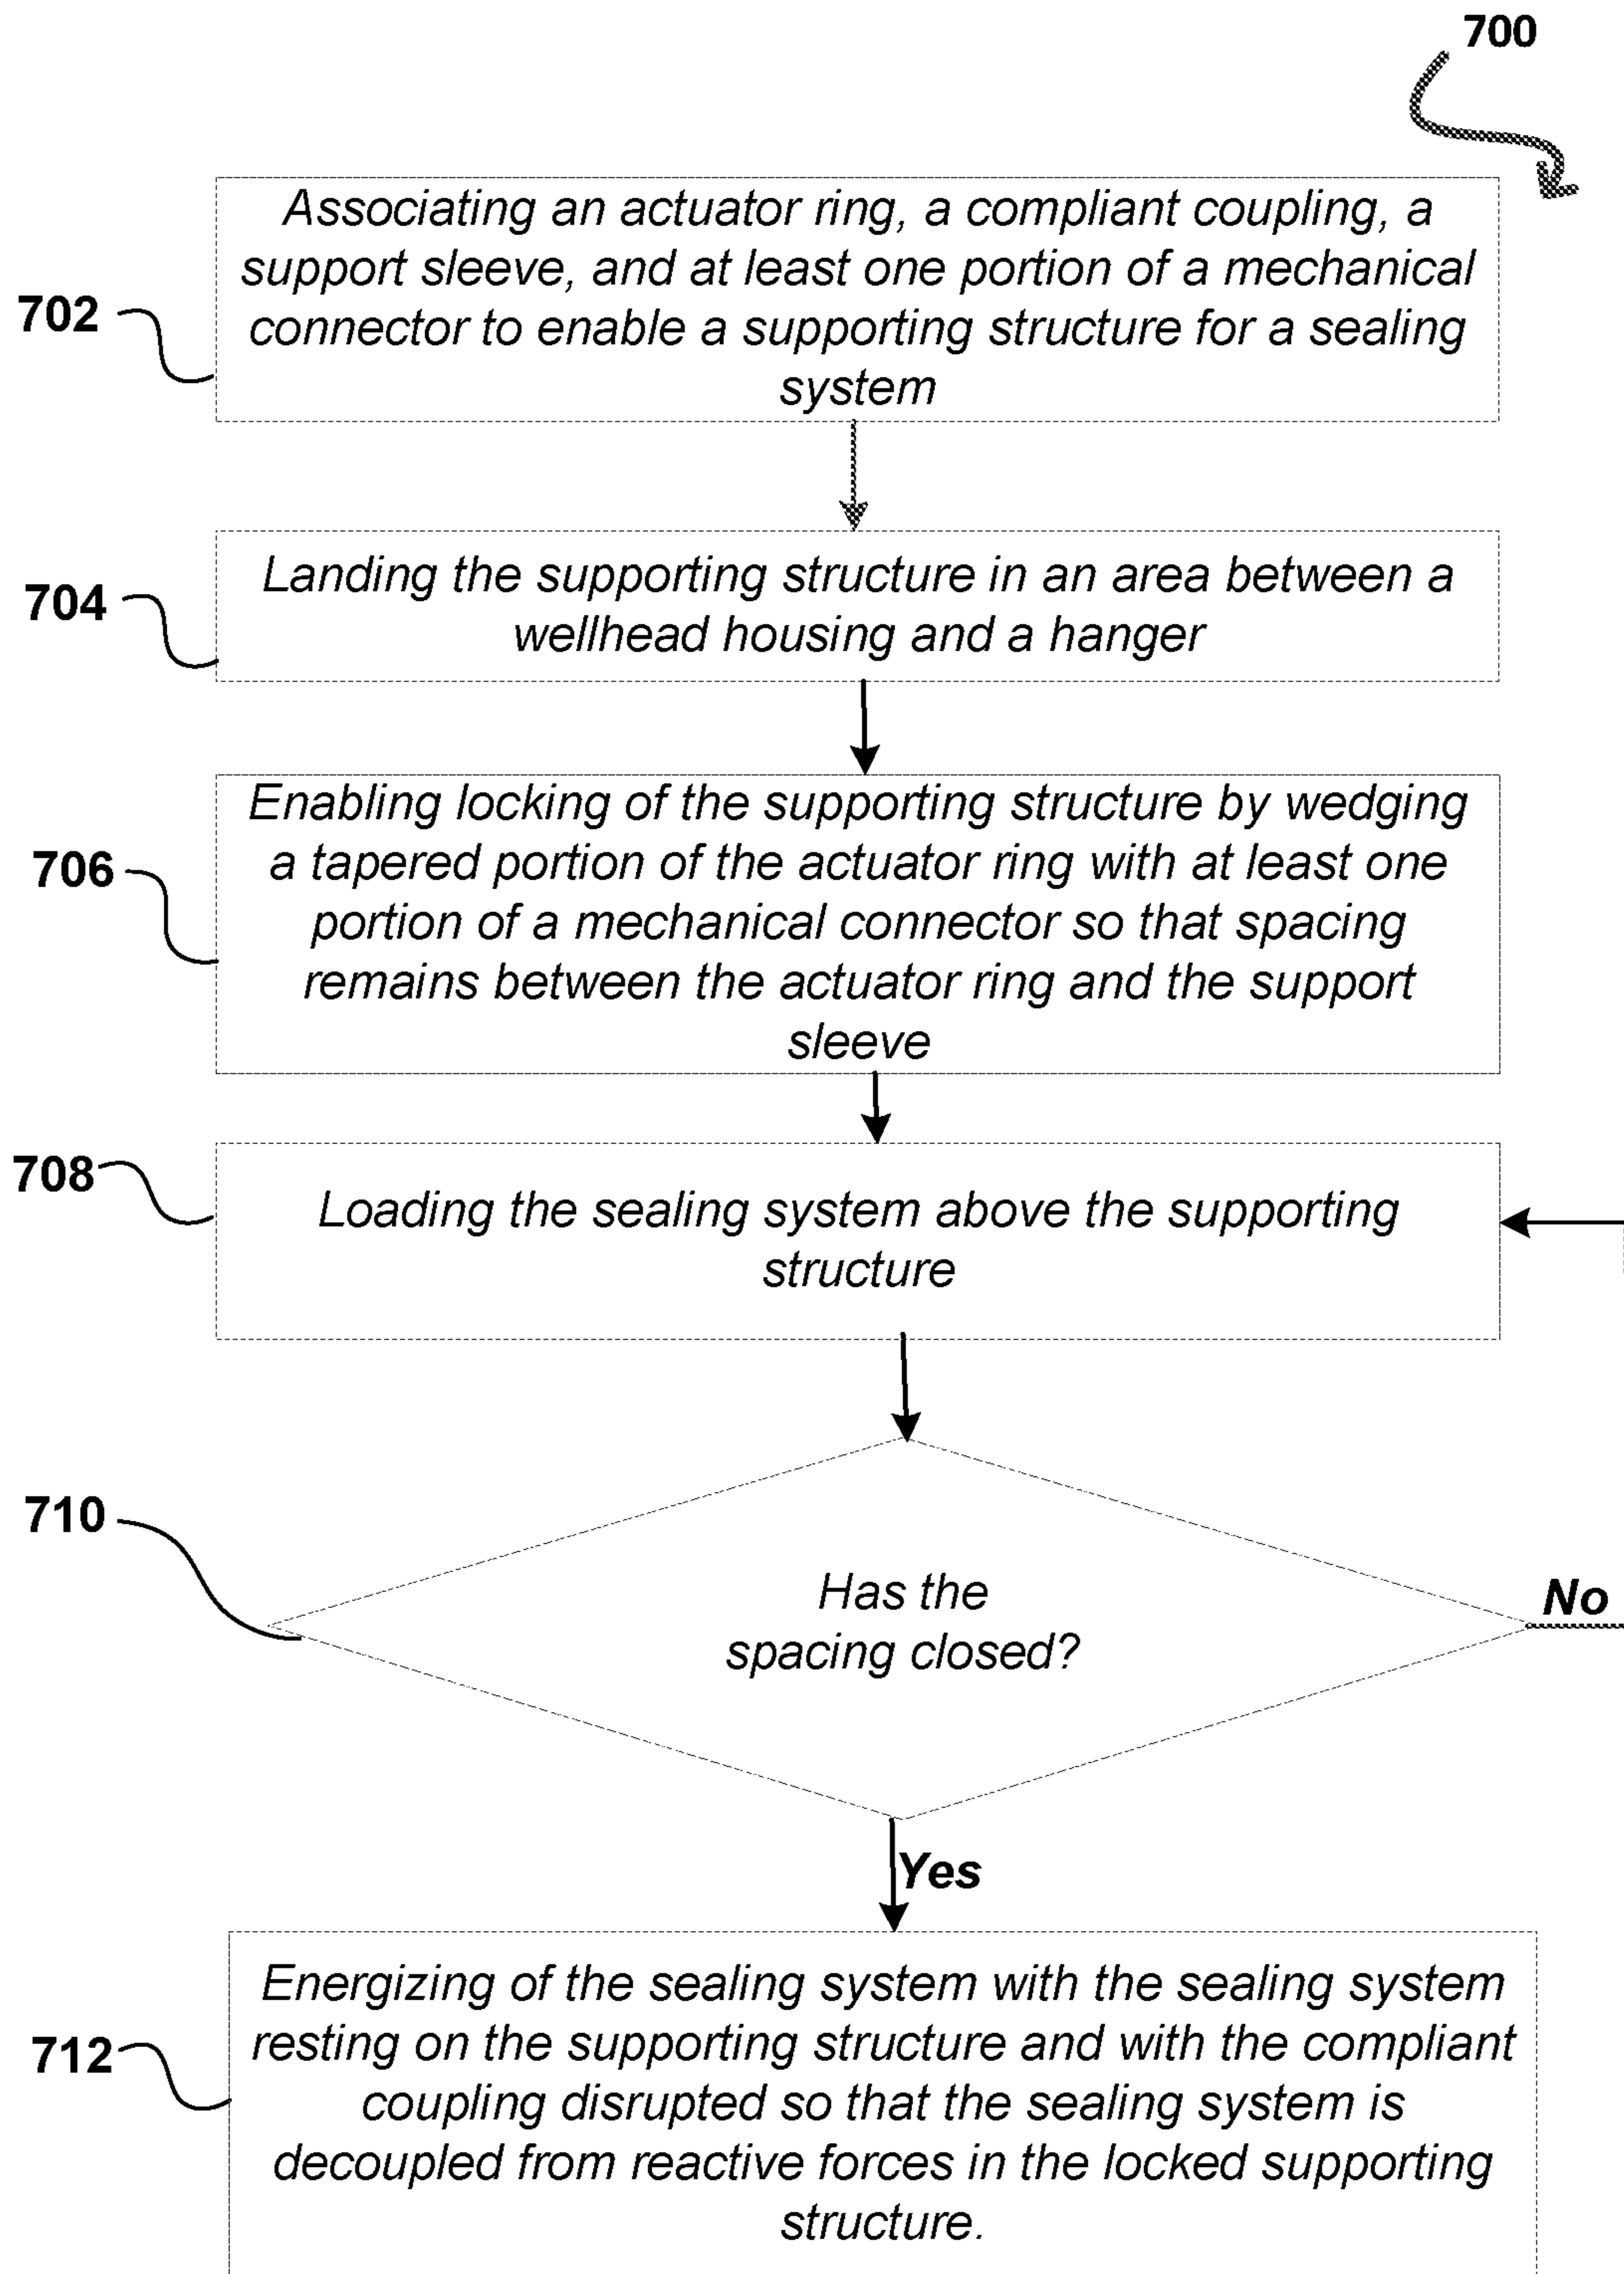 700
Associating an actuator ring, a compliant coupling, a
support sleeve, and at least one portion of a mechanical
connector to enable a supporting structure for a sealing
system
702
Landing the supporting structure in an area between a
wellhead housing and a hanger
704
Enabling locking of the supporting structure by wedging
a tapered portion of the actuator ring with at least one
portion of a mechanical connector so that spacing
remains between the actuator ring and the support
sleeve
706
Loading the sealing system above the supporting
structure
708
Has the
spacing closed?
710
No
Yes
Energizing of the sealing system with the sealing system
resting on the supporting structure and with the compliant
coupling disrupted so that the sealing system is
decoupled from reactive forces in the locked supporting
structure.
712